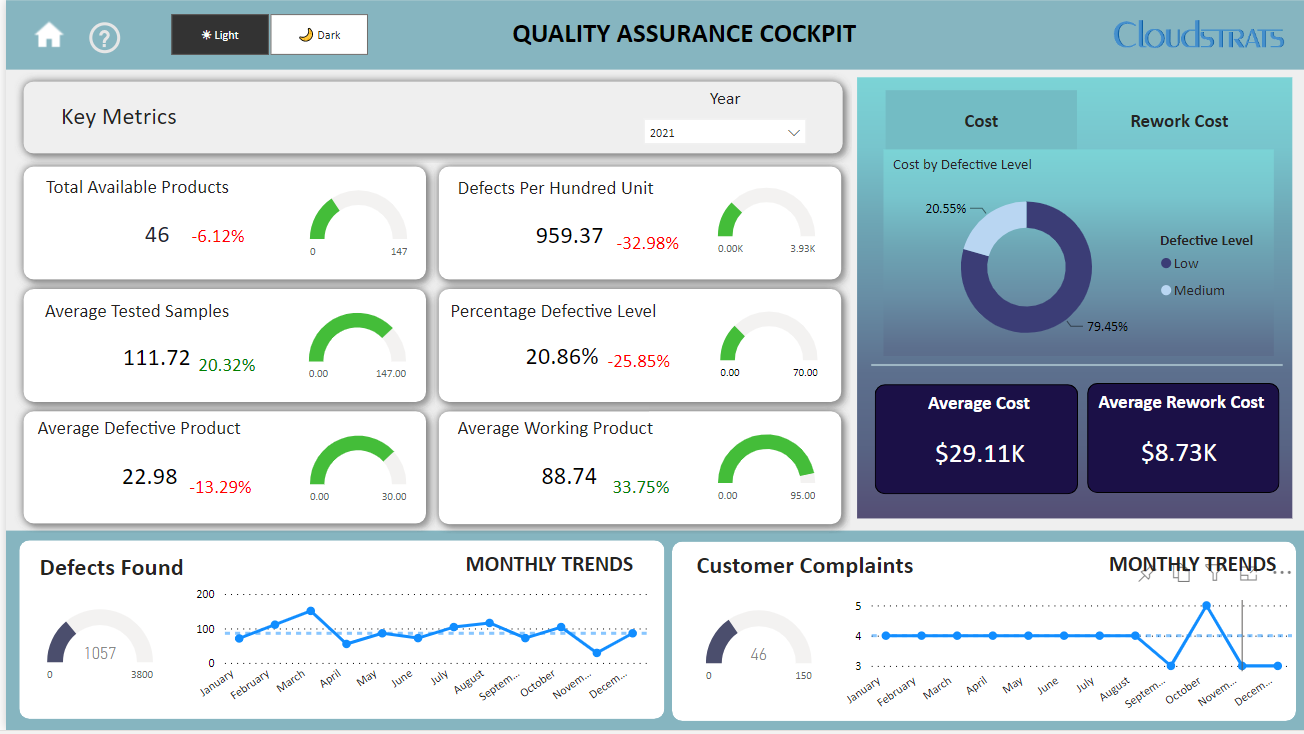 ?
Light
Dark
QUALITY ASSURANCE COCKPIT
CloudSTRATS
Key Metrics
Year
2021
Total Available Products
46 -6.12%
0 147
Defects Per Hundred Unit
959.37 -32.98%
0.00K 3.93K
Average Tested Samples
111.72 20.32%
0.00 147.00
Percentage Defective Level
20.86% -25.85%
0.00 70.00
Average Defective Product
22.98 -13.29%
0.00 30.00
Average Working Product
88.74 33.75%
0.00 95.00
Cost Rework Cost
Cost by Defective Level
20.55%
79.45%
Defective Level
Low
Medium
Average Cost
$29.11K
Average Rework Cost
$8.73K
Defects Found
MONTHLY TRENDS
1057
0 3800
200
100
0
January February March April May June July August Septem... October Novem... Decem...
Customer Complaints
MONTHLY TRENDS
46
0 150
5
4
3
January February March April May June July August Septem... October Novem... Decem...